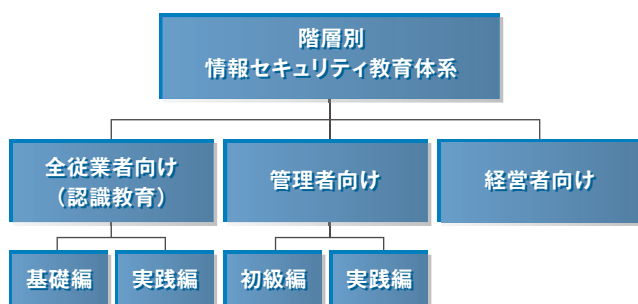 階層別
情報セキュリティ教育体系
全従業者向け
（認識教育）
管理者向け
経営者向け
基礎編
実践編
初級編
実践編